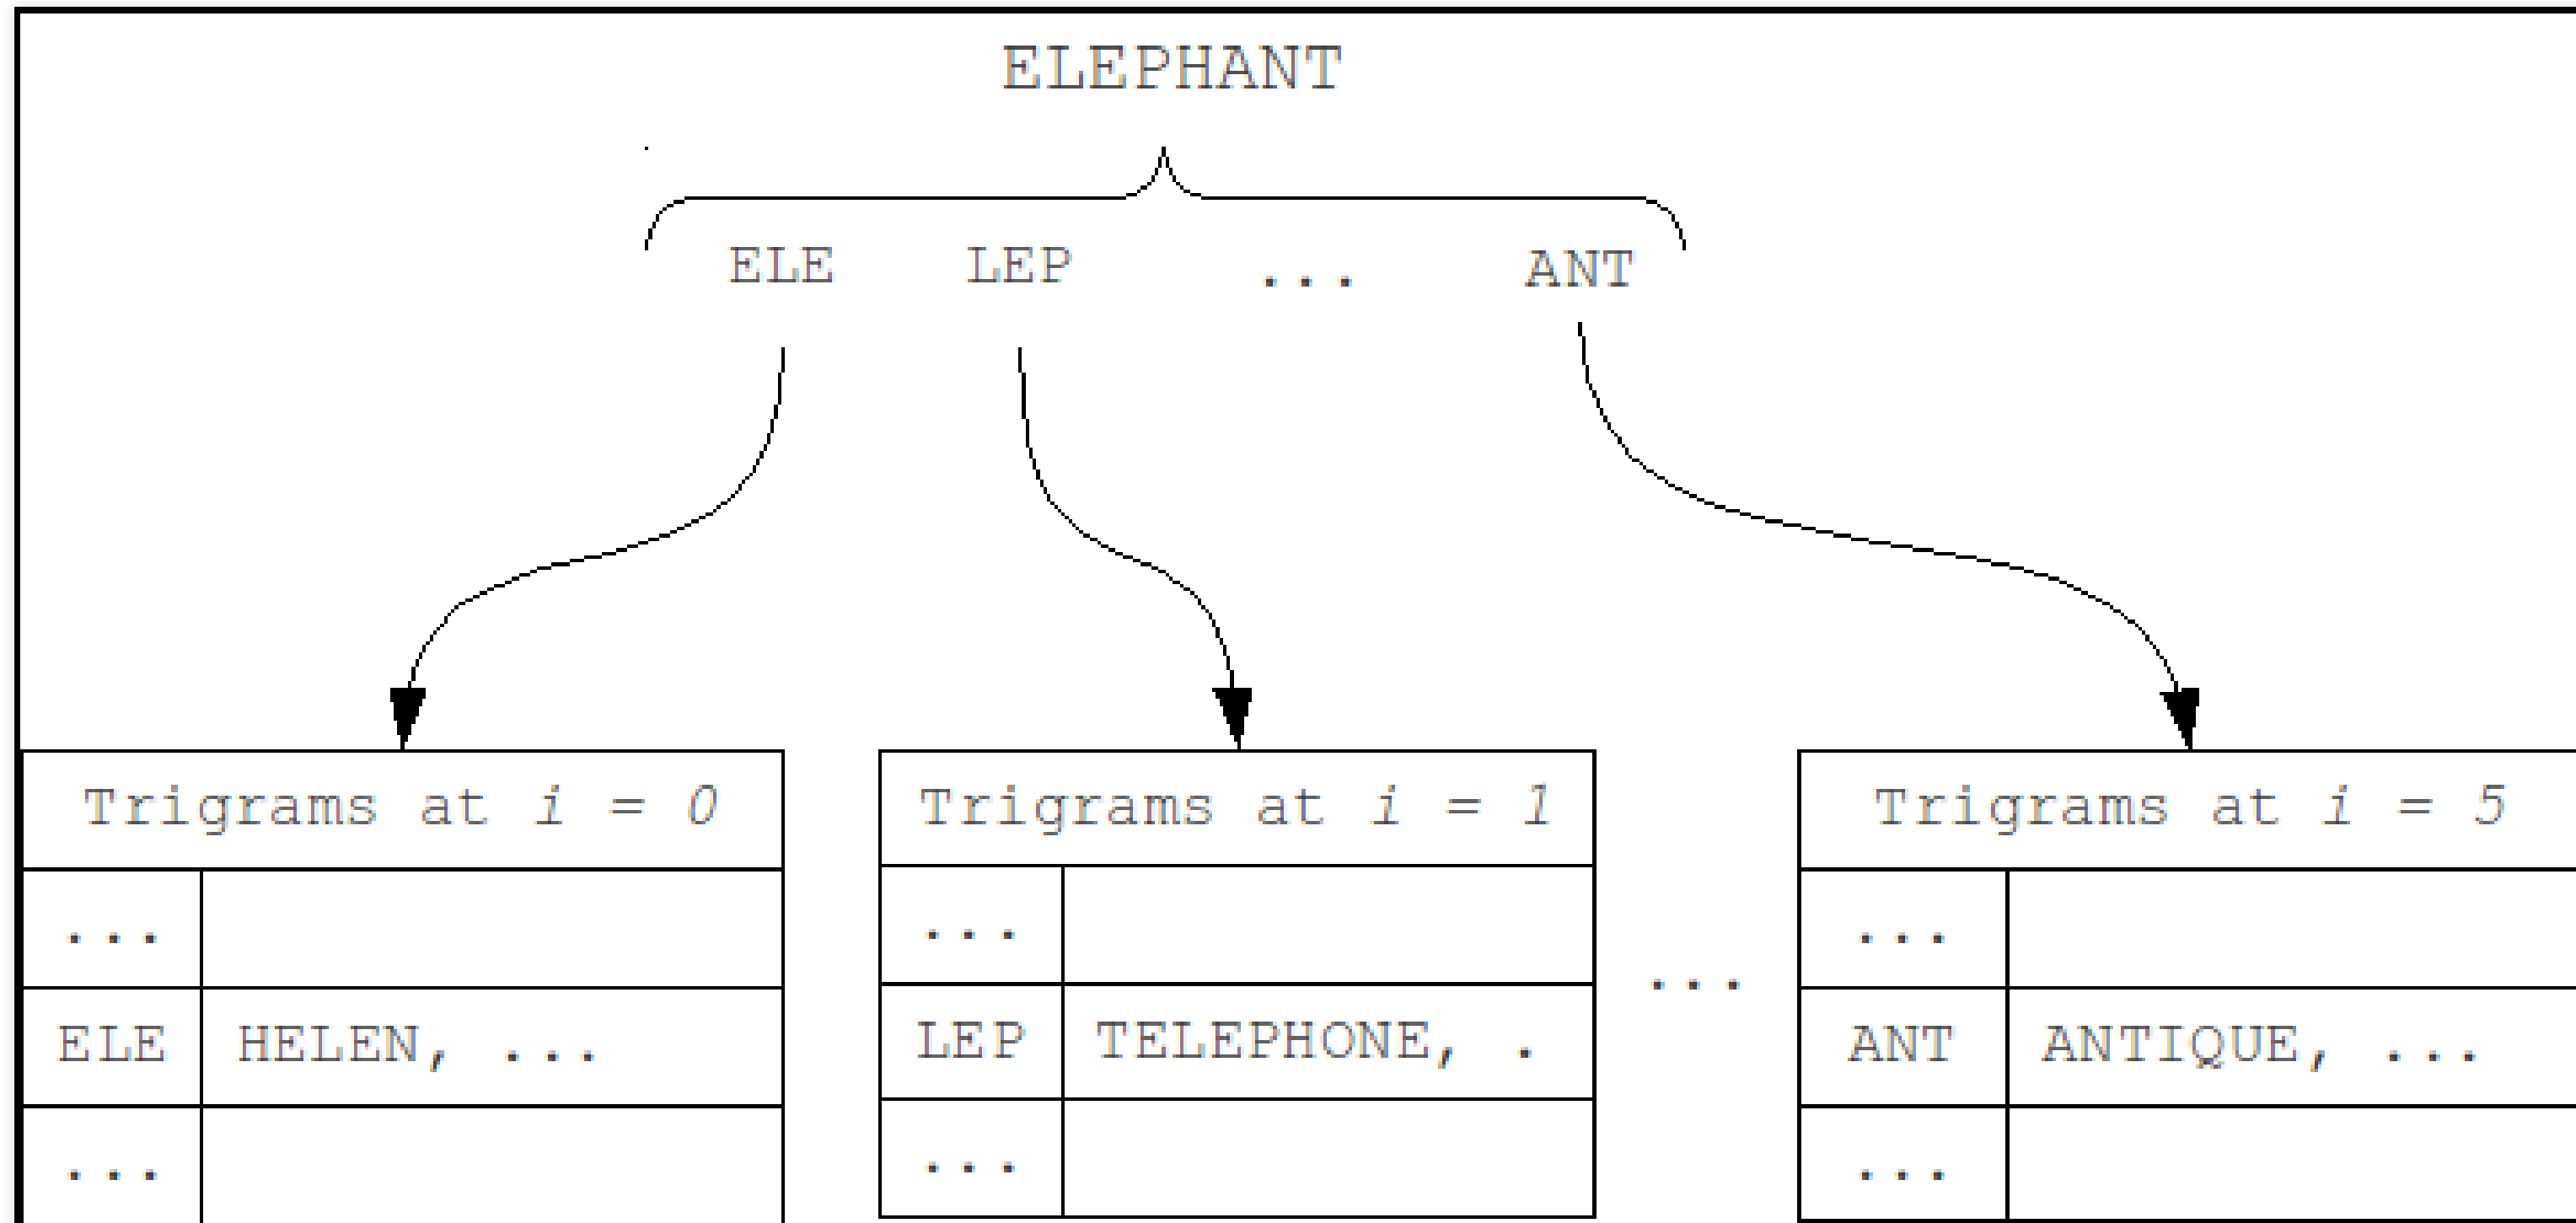 ELEPHANT
ELE LEP ... ANT
Trigrams at i = 0
...
ELE HELEN, ...
...
Trigrams at i = 1
...
LEP TELEPHONE, .
...
...
Trigrams at i = 5
...
ANT ANTIQUE, ...
...